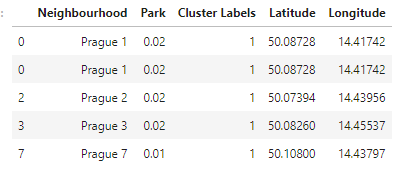 Neighbourhood Park Cluster Labels Latitude Longitude
0 Prague 1 0.02 1 50.08728 14.41742
0 Prague 1 0.02 1 50.08728 14.41742
2 Prague 2 0.02 1 50.07394 14.43956
3 Prague 3 0.02 1 50.08260 14.45537
7 Prague 7 0.01 1 50.10800 14.43797